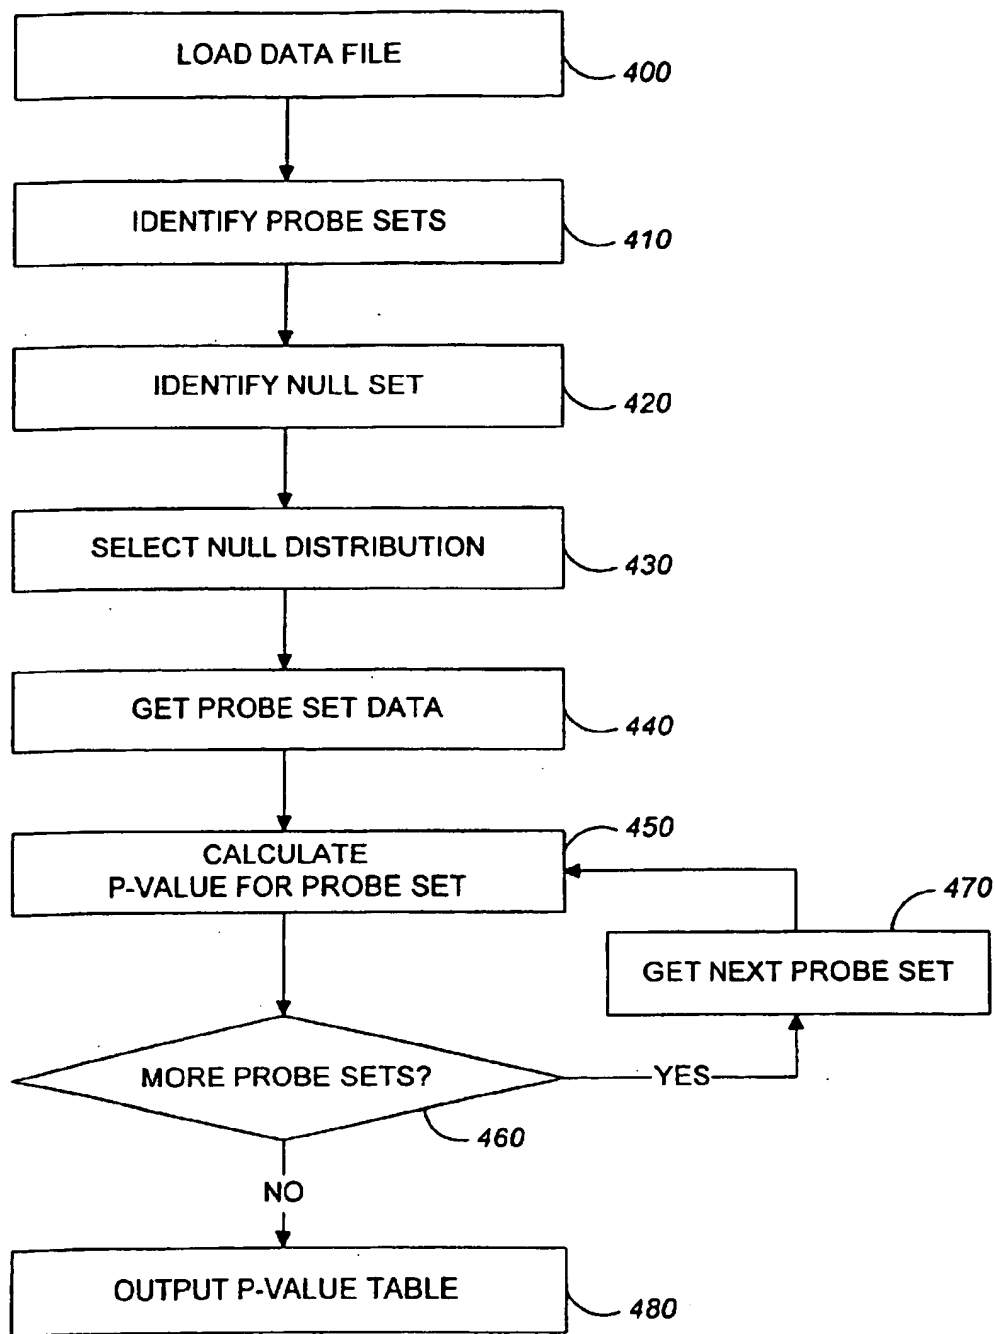 LOAD DATA FILE
400
IDENTIFY PROBE SETS
410
IDENTIFY NULL SET
420
SELECT NULL DISTRIBUTION
430
GET PROBE SET DATA
440
CALCULATE
P-VALUE FOR PROBE SET
450
470
GET NEXT PROBE SET
MORE PROBE SETS?
YES
460
NO
OUTPUT P-VALUE TABLE
480